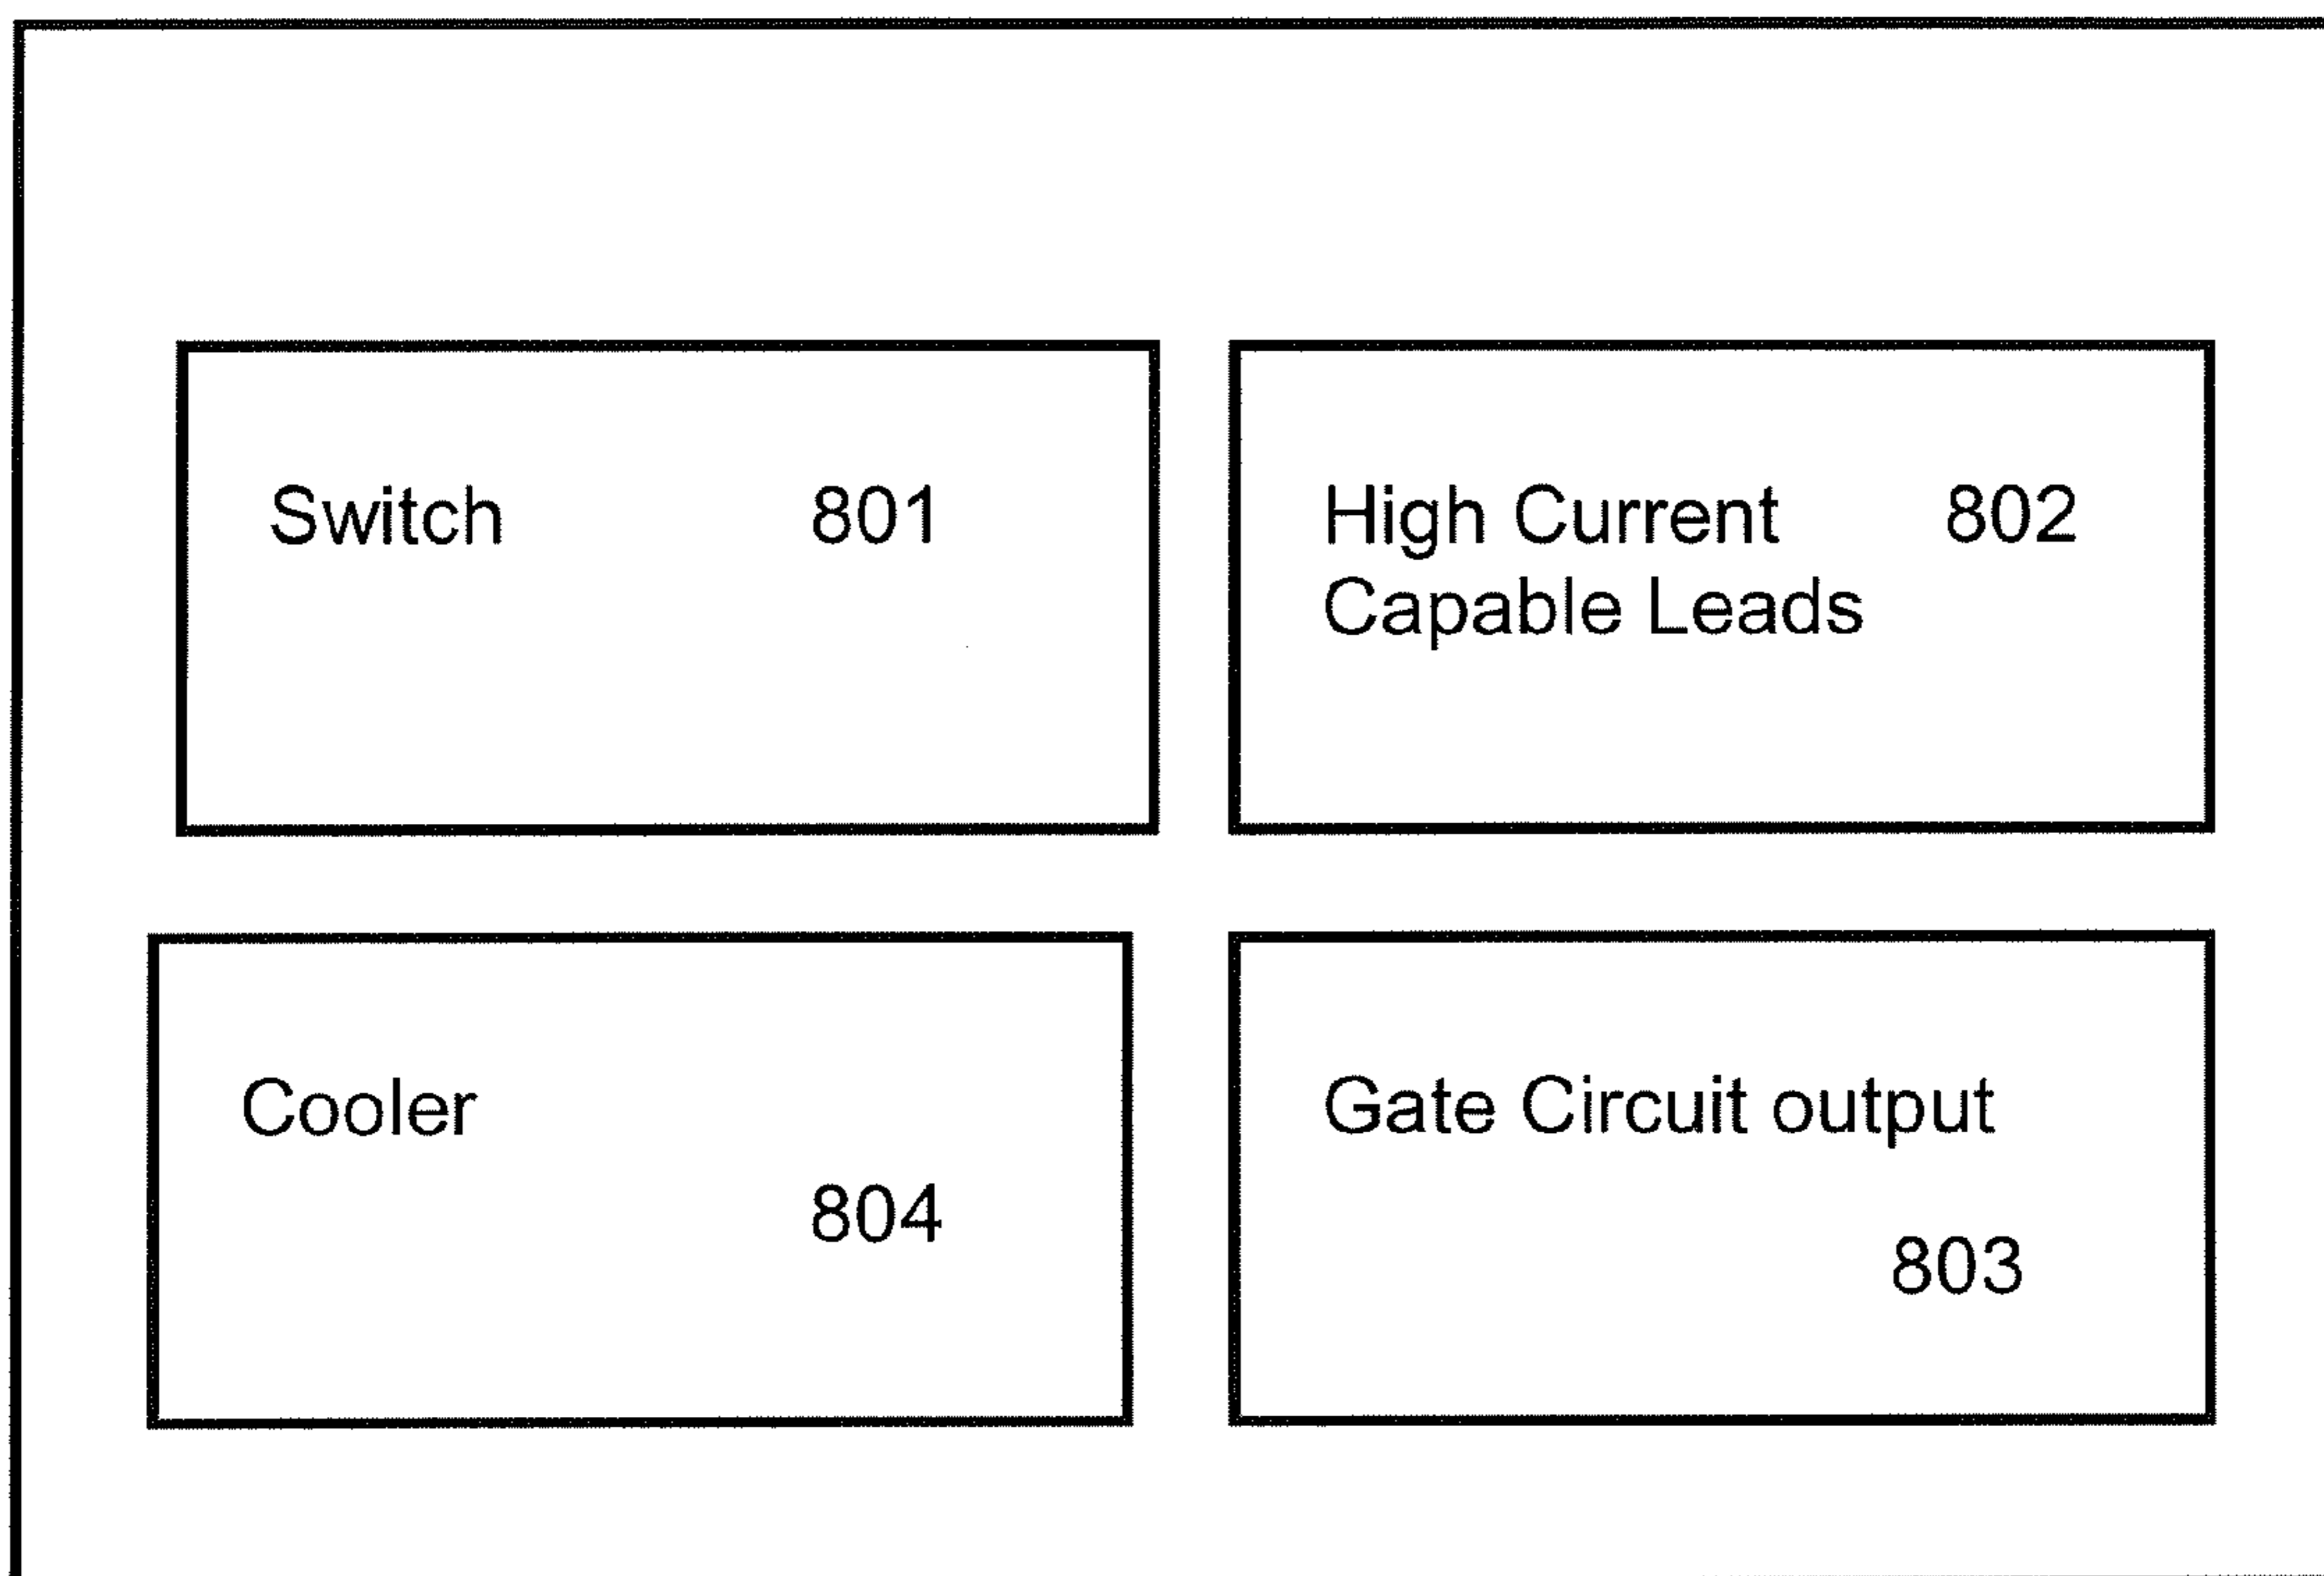 Switch 801
High Current 802
Capable Leads
Cooler
804
Gate Circuit output
803